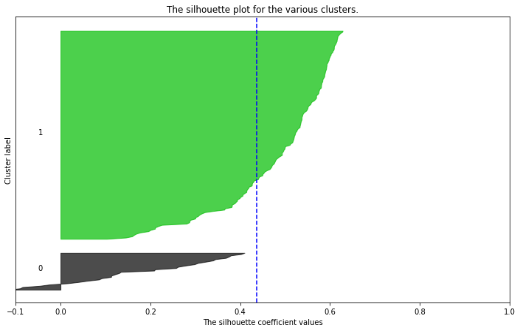 The silhouette plot for the various clusters.
Cluster label
1
0
−0.1 0.0 0.2 0.4 0.6 0.8 1.0
The silhouette coefficient values